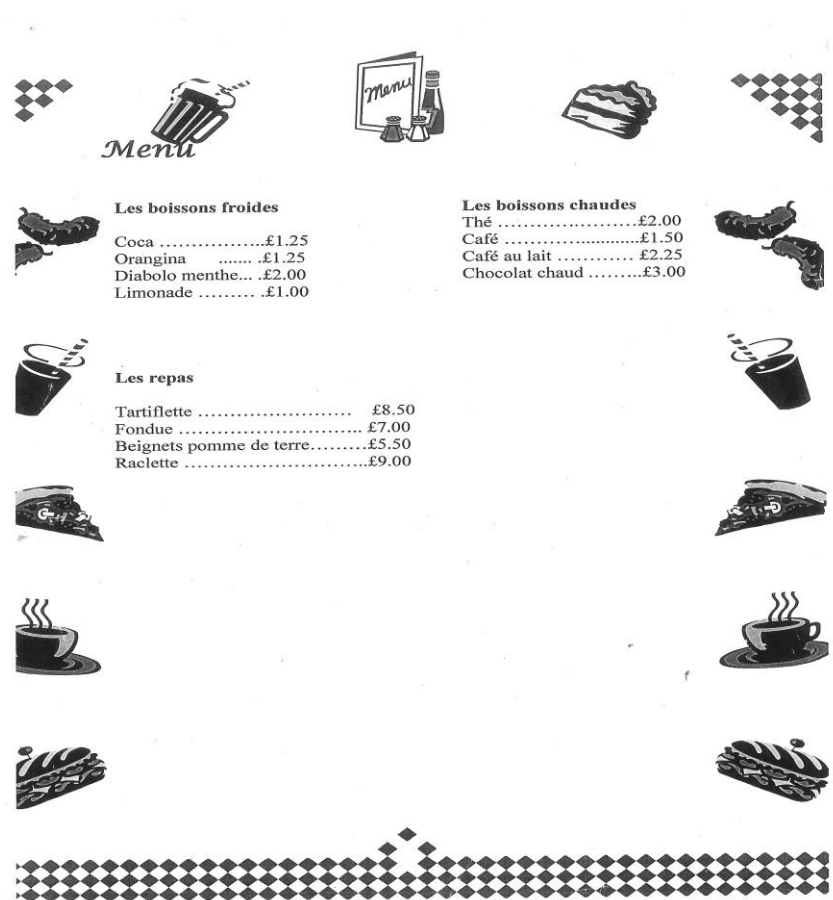 Menu
Menu
Les boissons froides
Coca ……………..£1.25
Orangina ....... .£1.25
Diabolo menthe... .£2.00
Limonade ……… .£1.00
Les boissons chaudes
Thé ………….………£2.00
Café …………............£1.50
Café au lait ………… £2.25
Chocolat chaud ……...£3.00
Les repas
Tartiflette …………………… £8.50
Fondue ……………………….. £7.00
Beignets pomme de terre………£5.50
Raclette ………………………..£9.00